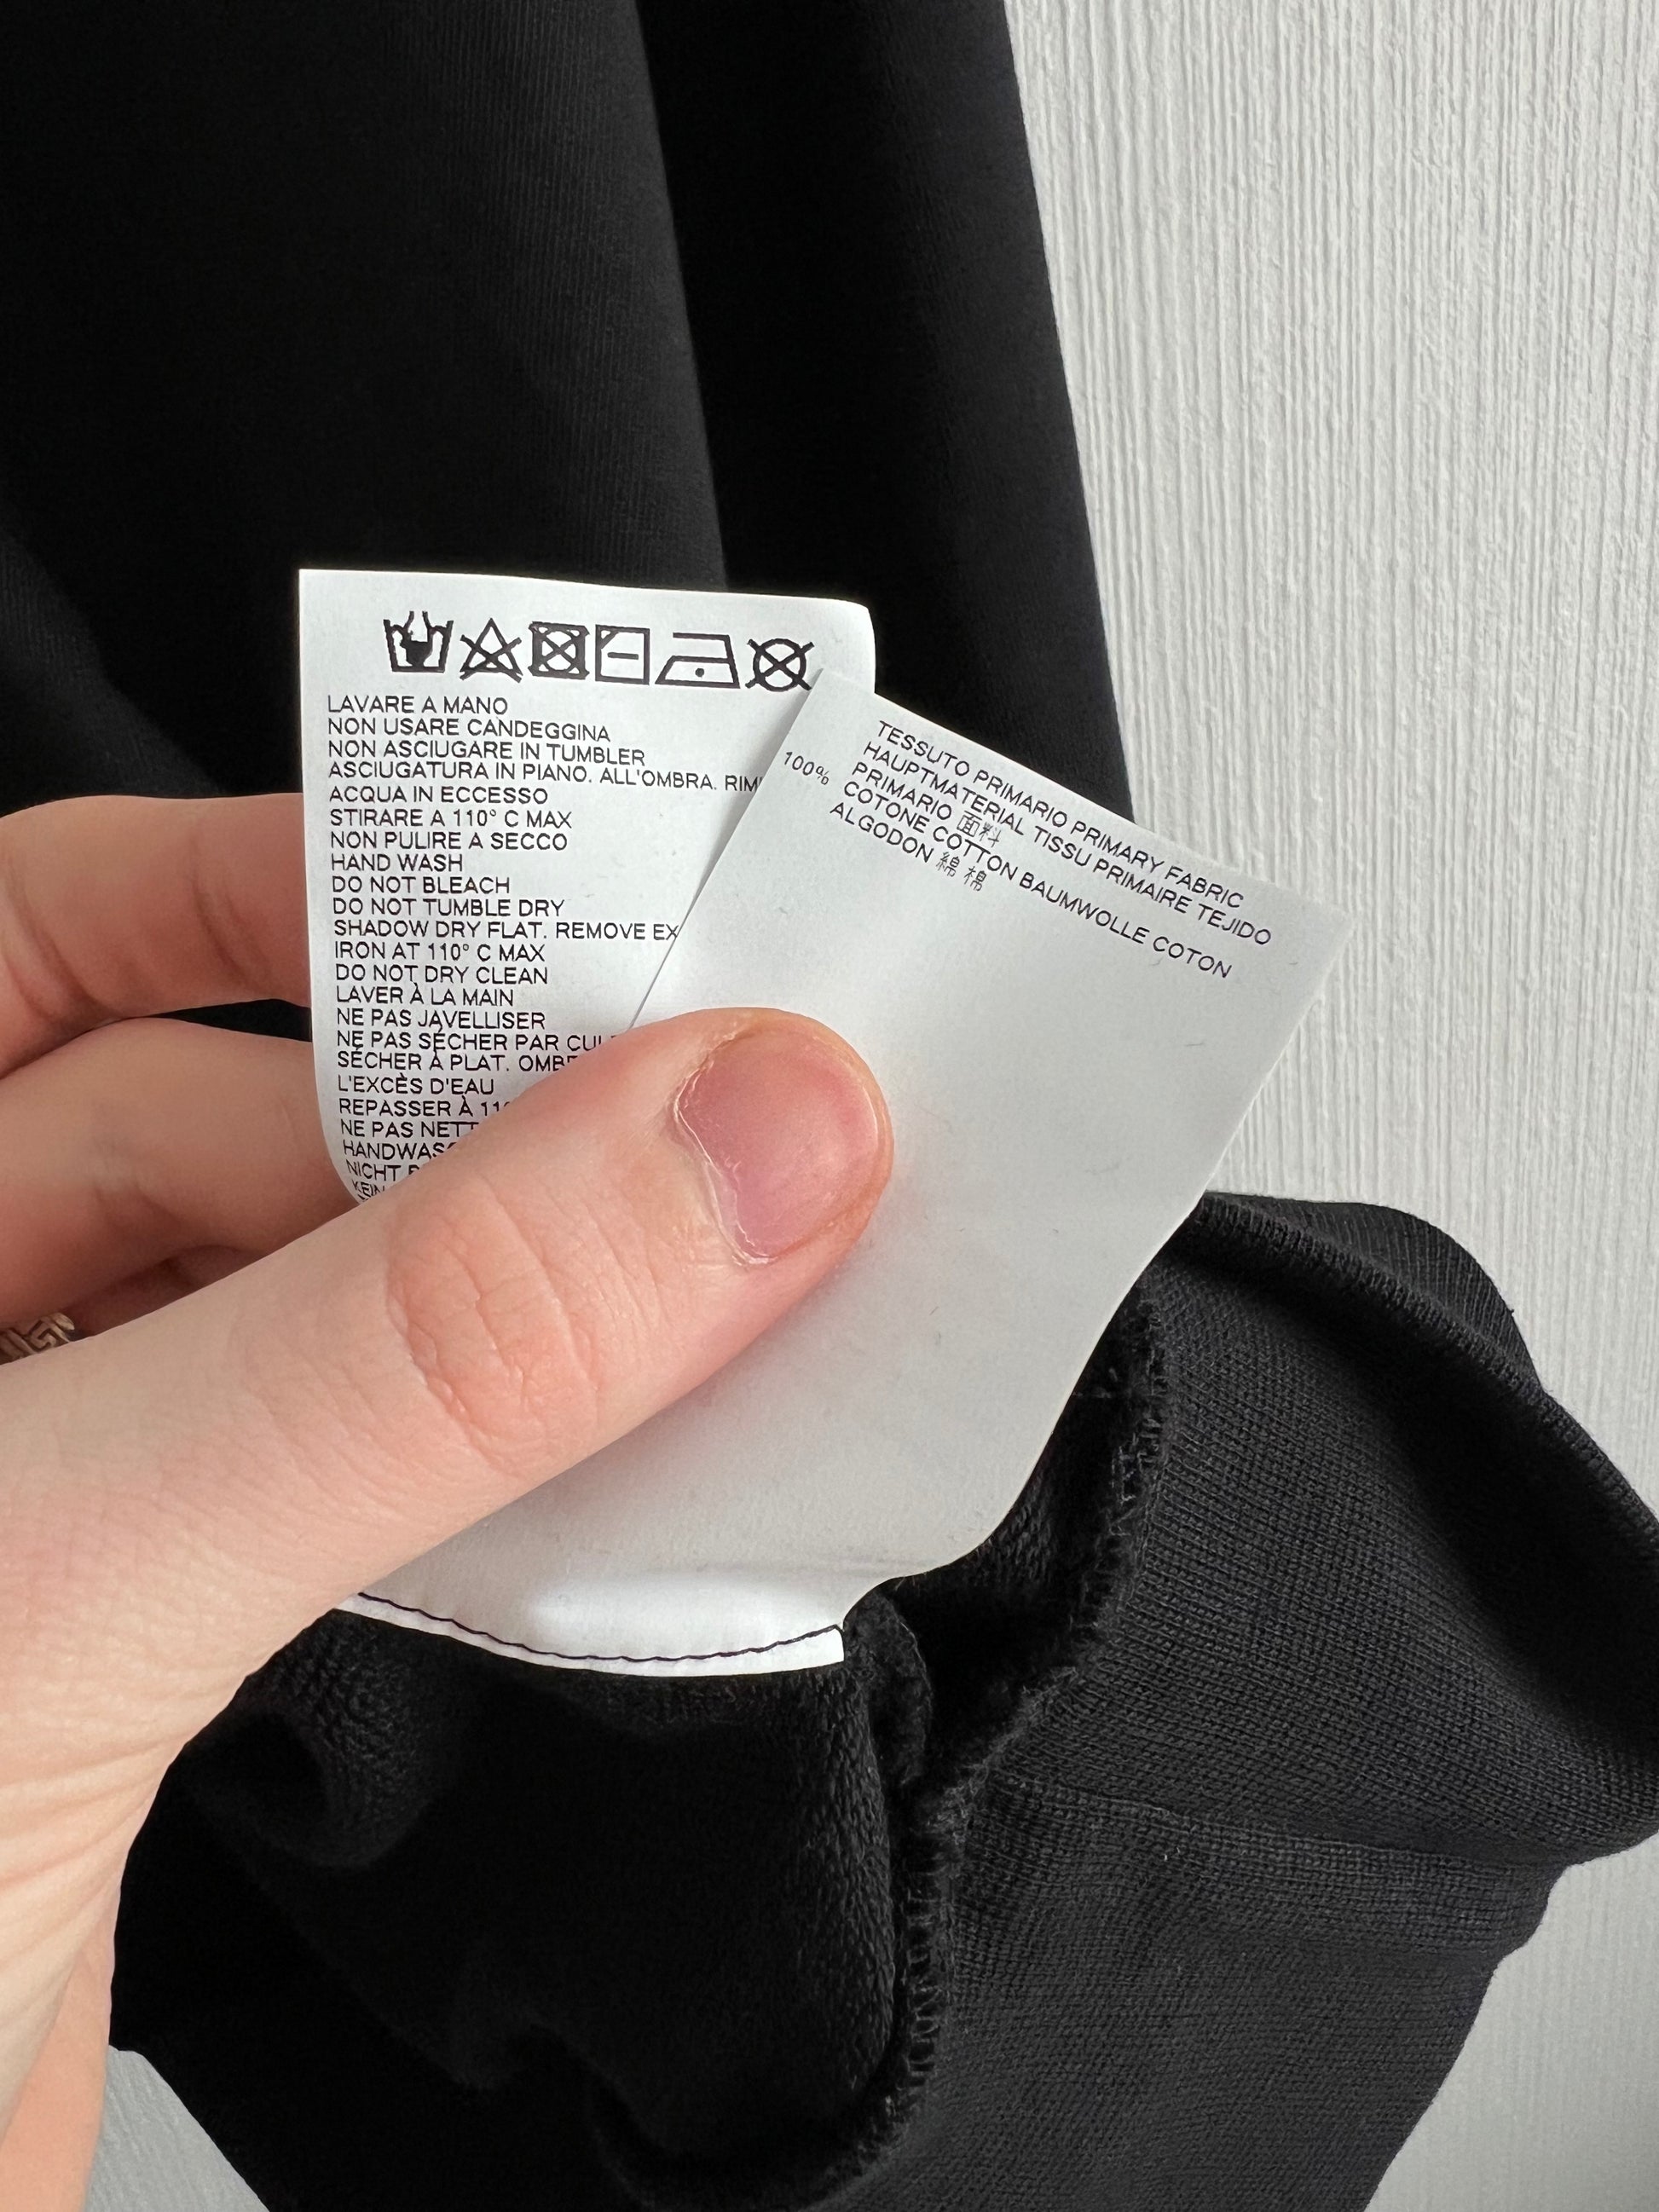 LAVARE A MANO
NON USARE CANDEGGINA
NON ASCIUGARE IN TUMBLER
ASCIUGATURA IN PIANO. ALL'OMBRA.
ACQUA IN ECCESSO
STIRARE A 110° C MAX
NON PULIRE A SECCO
HAND WASH
DO NOT BLEACH
DO NOT TUMBLE DRY
SHADOW DRY FLAT. REMOVE
IRON AT 110° C MAX
DO NOT DRY CLEAN
LAVER À LA MAIN
NE PAS JAVELLISER
NE PAS SÉCHER PAR
SÉCHER À PLAT.
L'EXCÈS D'EAU
REPASSER À
NE PAS
NICHT
TESSUTO PRIMARIO PRIMARY FABRIC
HAUPTMATERIAL TISSU PRIMAIRE TEJIDO
PRIMARIO 面料
100% COTONE COTTON BAUMWOLLE COTON
ALGODON 綿 棉